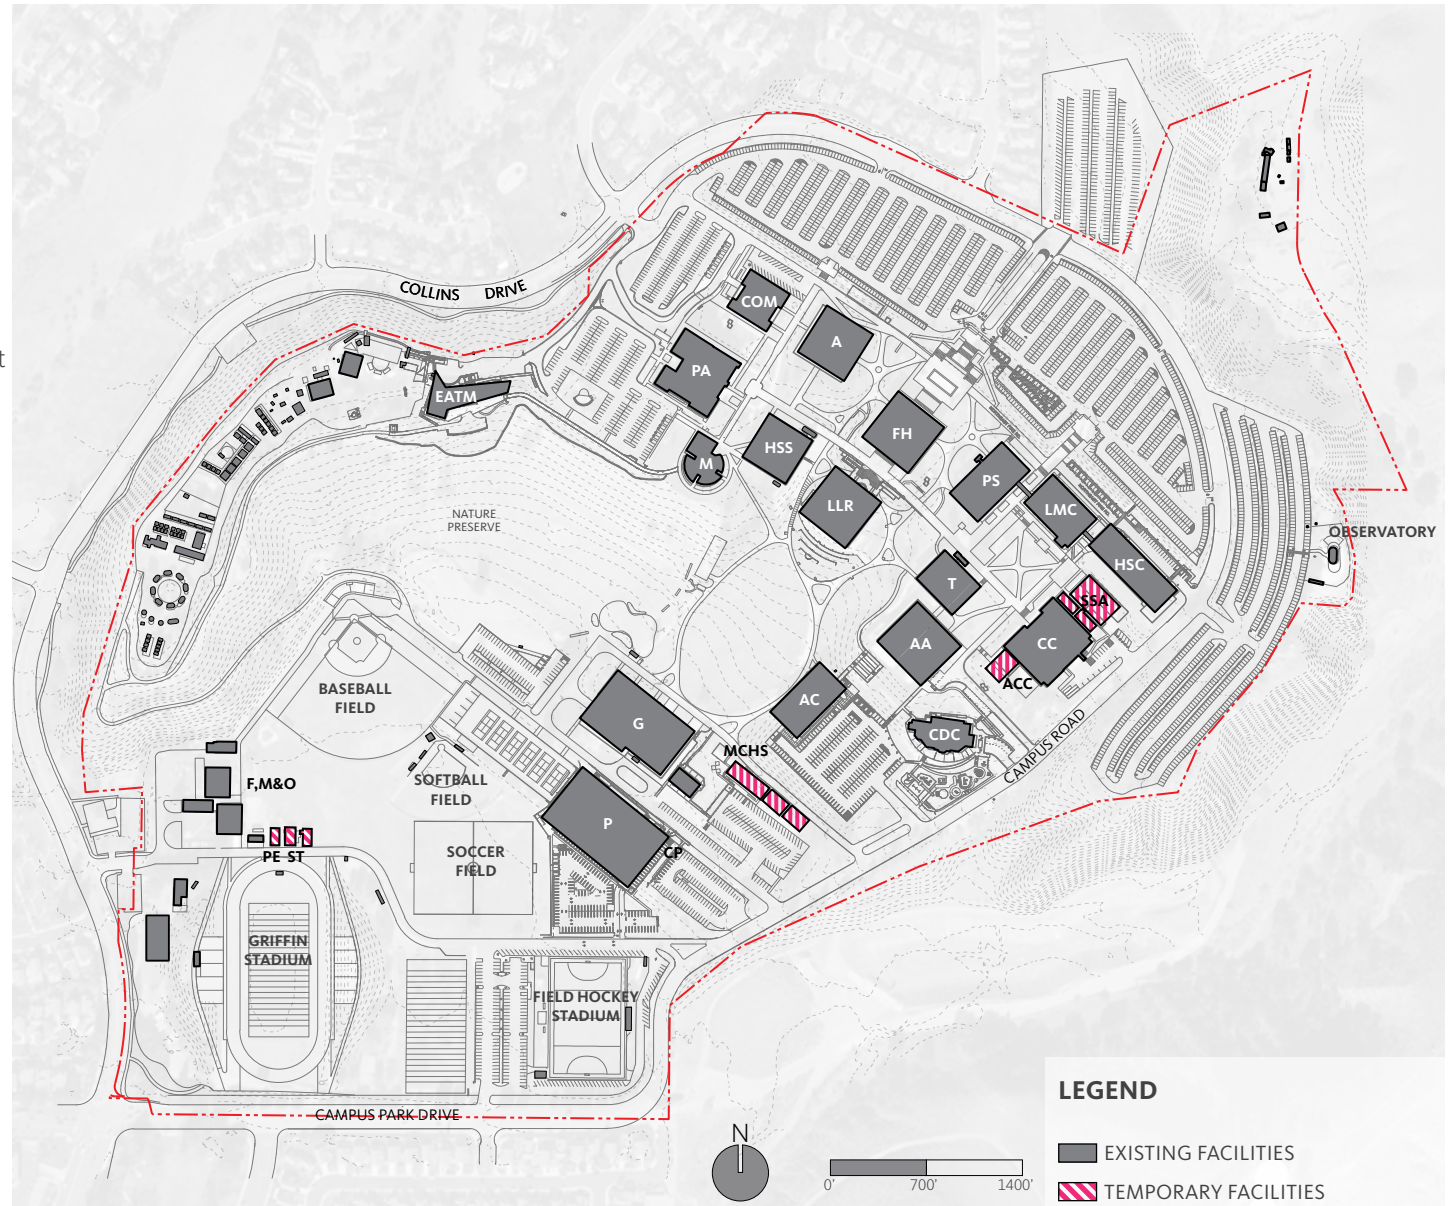 t
COLLINS DRIVE
COM
A
PA
EATM
FH
HSS
M
PS
LLR
LMC
NATURE
PRESERVE
OBSERVATORY
HSC
T
SSA
AA
CC
ACC
BASEBALL
FIELD
AC
G
CDC
MCHS
CAMPUS ROAD
SOFTBALL
FIELD
F,M&O
P
CP
PE ST
SOCCER
FIELD
GRIFFIN
STADIUM
FIELD HOCKEY
STADIUM
CAMPUS PARK DRIVE
N
0' 700' 1400'
LEGEND
EXISTING FACILITIES
TEMPORARY FACILITIES